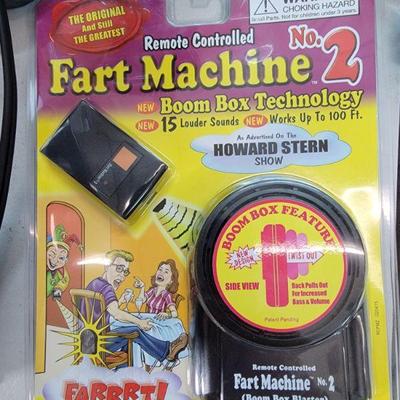 THE ORIGINAL
And Still
THE GREATEST
CHOKING HAZARD
Small Parts. Not for children under 3 years.
Remote Controlled
Fart Machine No. 2
TM
NEW Boom Box Technology
NEW 15 Louder Sounds NEW Works Up To 100 Ft.
As Advertised On The
HOWARD STERN
SHOW
BOOM BOX FEATURE
NEW DESIGN
TWIST OUT
SIDE VIEW
Back Pulls Out
For Increased
Bass & Volume
Patent Pending
FARRRT!
Remote Controlled
Fart Machine No. 2
(Boom Box Blaster)